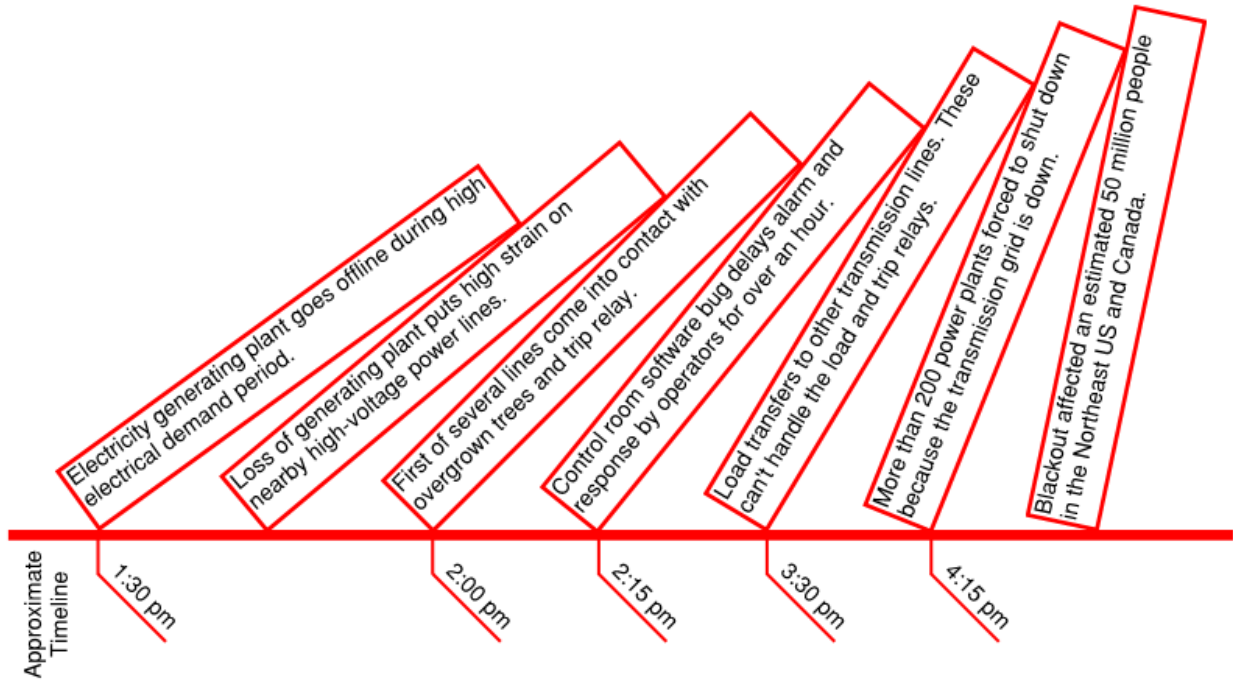 Electricity generating plant goes offline during high
electrical demand period.
Loss of generating plant puts high strain on
nearby high-voltage power lines.
First of several lines come into contact with
overgrown trees and trip relay.
Control room software bug delays alarm and
response by operators for over an hour.
Load transfers to other transmission lines. These
can't handle the load and trip relays.
More than 200 power plants forced to shut down
because the transmission grid is down.
Blackout affected an estimated 50 million people
in the Northeast US and Canada.
Approximate
Timeline
1:30 pm
2:00 pm
2:15 pm
3:30 pm
4:15 pm